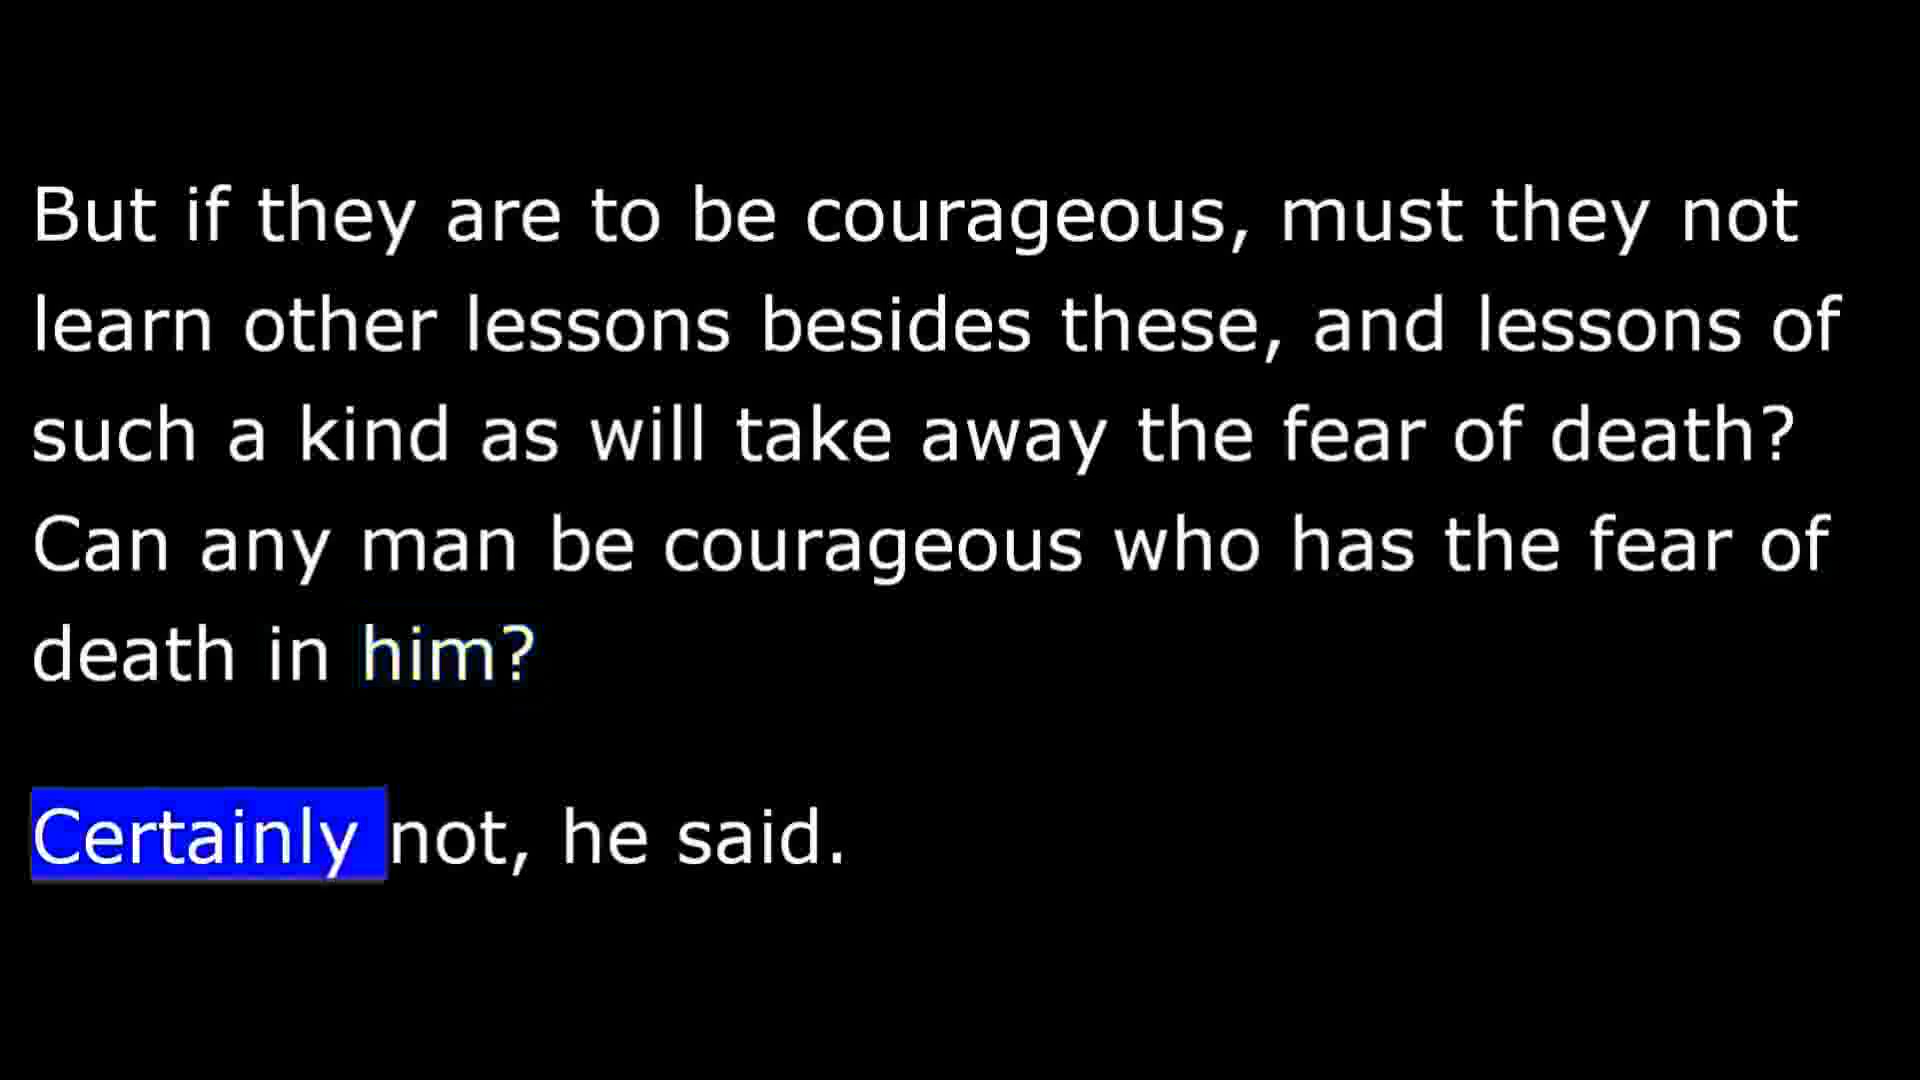 But if they are to be courageous, must they not
learn other lessons besides these, and lessons of
such a kind as will take away the fear of death?
Can any man be courageous who has the fear of
death in him?
Certainly not, he said.